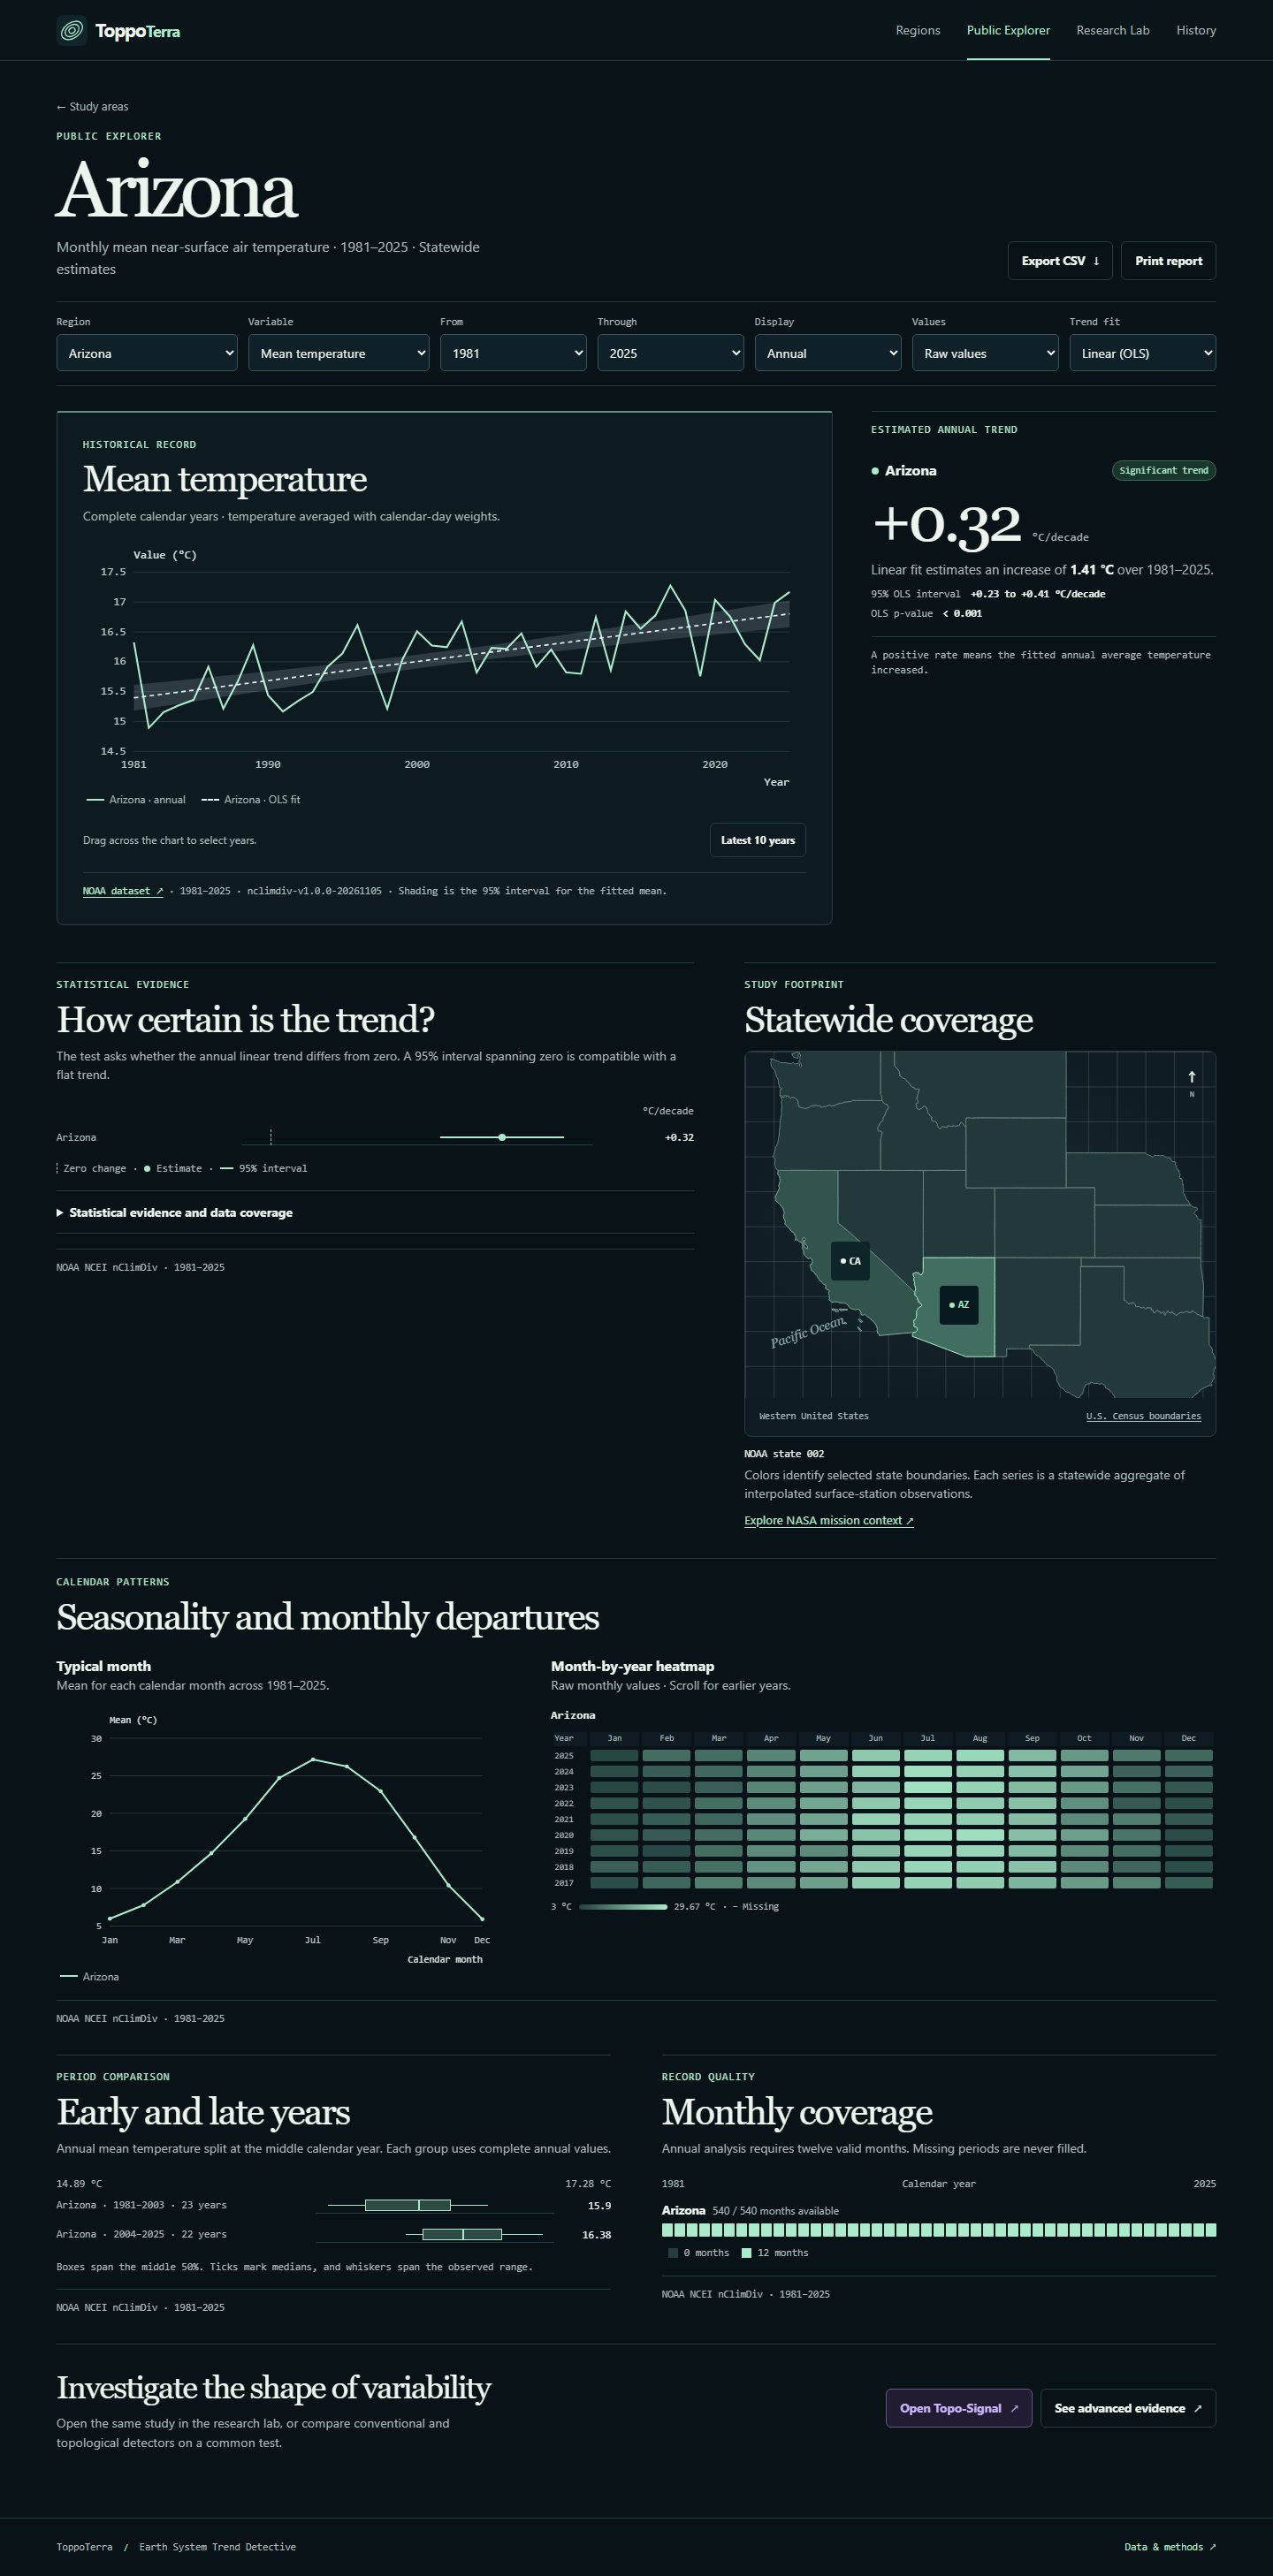 ToppoTerra
Regions
Public Explorer
Research Lab
History
← Study areas
PUBLIC EXPLORER
Arizona
Monthly mean near-surface air temperature · 1981–2025 · Statewide
estimates
Export CSV ↓
Print report
Region
Variable
From
Through
Display
Values
Trend fit
Arizona
Mean temperature
1981
2025
Annual
Raw values
Linear (OLS)
HISTORICAL RECORD
Mean temperature
Complete calendar years · temperature averaged with calendar-day weights.
Value (°C)
17.5
17
16.5
16
15.5
15
14.5
1981
1990
2000
2010
2020
Year
Arizona · annual
Arizona · OLS fit
Drag across the chart to select years.
Latest 10 years
NOAA dataset ↗ · 1981–2025 · nclimdiv-v1.0.0-20261105 · Shading is the 95% interval for the fitted mean.
ESTIMATED ANNUAL TREND
Arizona
Significant trend
+0.32 °C/decade
Linear fit estimates an increase of 1.41 °C over 1981–2025.
95% OLS interval +0.23 to +0.41 °C/decade
OLS p-value < 0.001
A positive rate means the fitted annual average temperature
increased.
STATISTICAL EVIDENCE
How certain is the trend?
The test asks whether the annual linear trend differs from zero. A 95% interval spanning zero is compatible with a
flat trend.
°C/decade
Arizona
+0.32
Zero change · Estimate · 95% interval
Statistical evidence and data coverage
NOAA NCEI nClimDiv · 1981–2025
STUDY FOOTPRINT
Statewide coverage
↑
N
CA
AZ
Pacific Ocean
Western United States
U.S. Census boundaries
NOAA state 002
Colors identify selected state boundaries. Each series is a statewide aggregate of
interpolated surface-station observations.
Explore NASA mission context ↗
CALENDAR PATTERNS
Seasonality and monthly departures
Typical month
Mean for each calendar month across 1981–2025.
Mean (°C)
30
25
20
15
10
5
Jan
Mar
May
Jul
Sep
Nov
Dec
Calendar month
Arizona
Month-by-year heatmap
Raw monthly values · Scroll for earlier years.
Arizona
Year Jan Feb Mar Apr May Jun Jul Aug Sep Oct Nov Dec
2025
2024
2023
2022
2021
2020
2019
2018
2017
3 °C
29.67 °C · – Missing
NOAA NCEI nClimDiv · 1981–2025
PERIOD COMPARISON
Early and late years
Annual mean temperature split at the middle calendar year. Each group uses complete annual values.
14.89 °C
17.28 °C
Arizona · 1981–2003 · 23 years
15.9
Arizona · 2004–2025 · 22 years
16.38
Boxes span the middle 50%. Ticks mark medians, and whiskers span the observed range.
NOAA NCEI nClimDiv · 1981–2025
RECORD QUALITY
Monthly coverage
Annual analysis requires twelve valid months. Missing periods are never filled.
1981
Calendar year
2025
Arizona 540 / 540 months available
0 months
12 months
NOAA NCEI nClimDiv · 1981–2025
Investigate the shape of variability
Open the same study in the research lab, or compare conventional and
topological detectors on a common test.
Open Topo-Signal ↗
See advanced evidence ↗
ToppoTerra / Earth System Trend Detective
Data & methods ↗